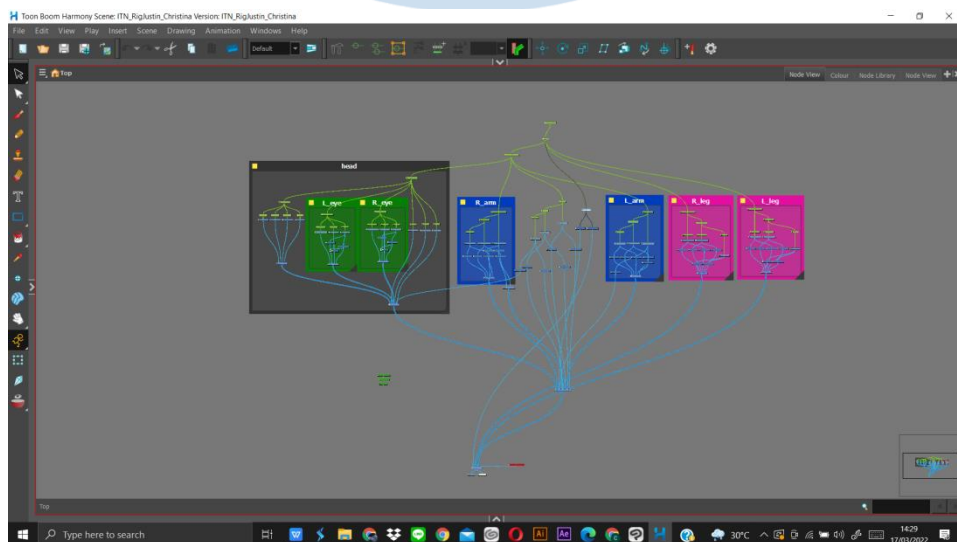 Toon Boom Harmony Scene: ITN_RigJustin_Christina Version: ITN_RigJustin_Christina
File Edit View Play Insert Scene Drawing Animation Windows Help
Default
Top
Node View Colour Node Library Node View
head
L_eye R_eye
R_arm
L_arm
R_leg
L_leg
Top
Type here to search
30°C
14:29
17/03/2022